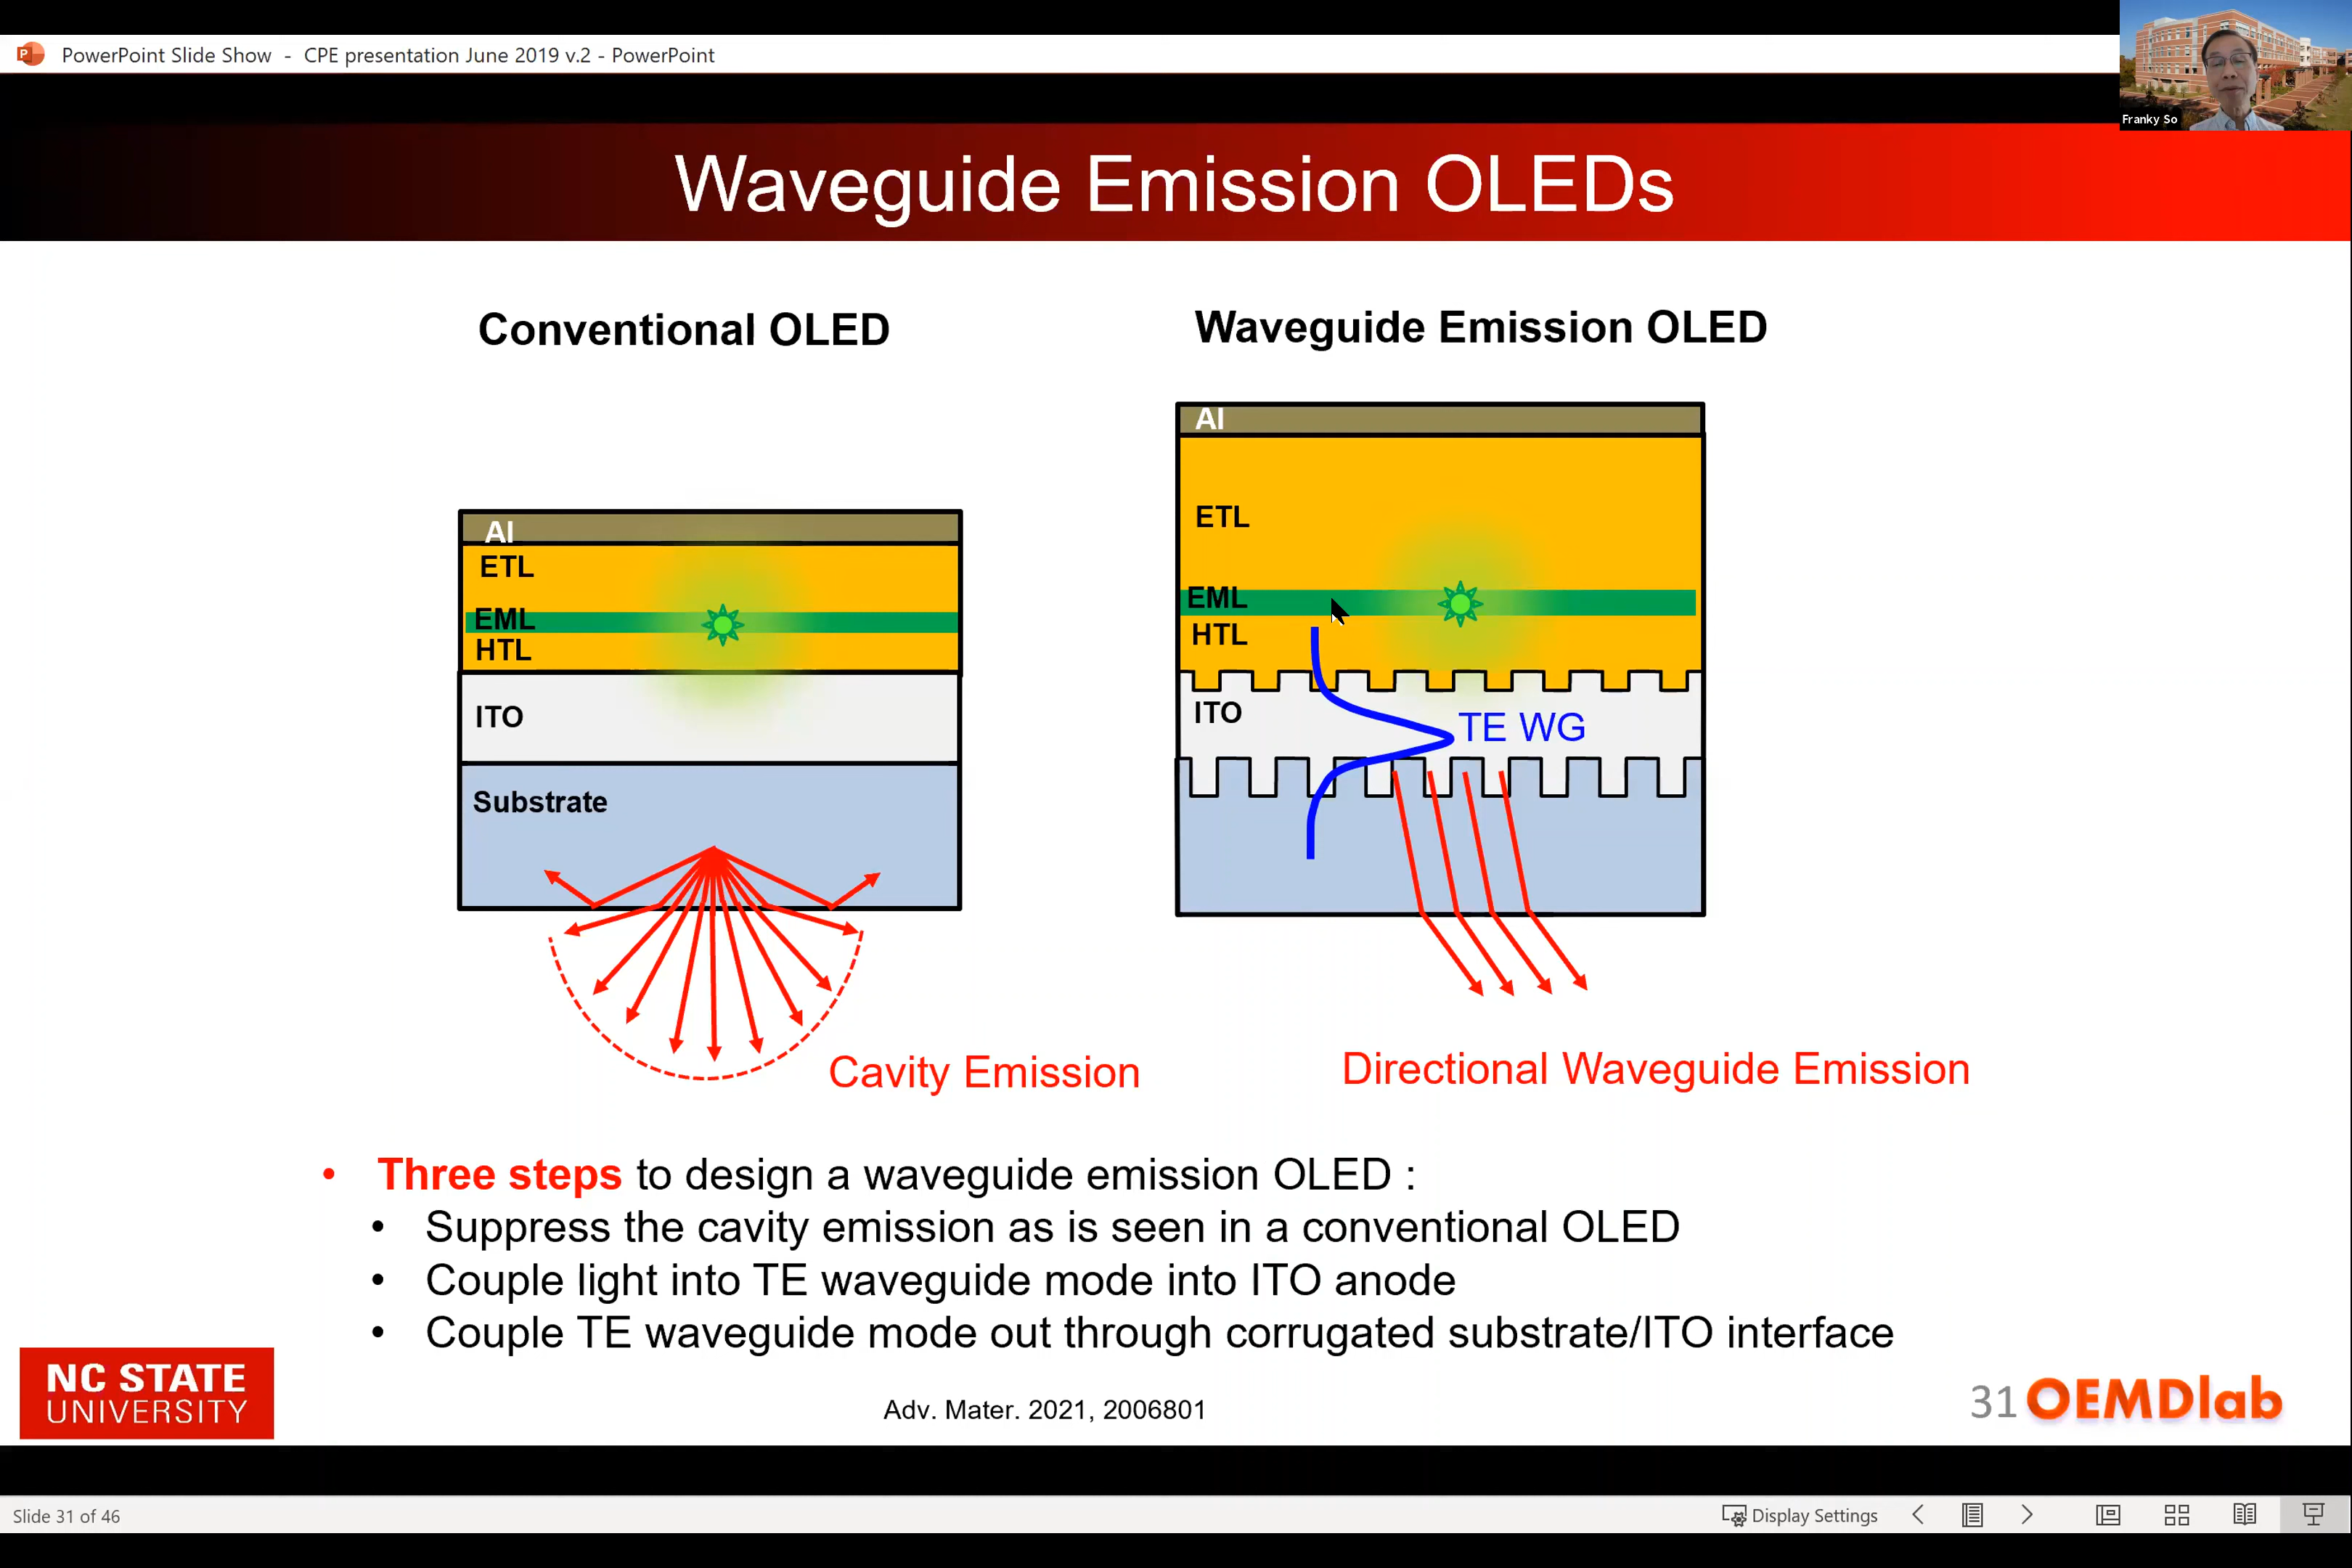 PowerPoint Slide Show - CPE presentation June 2019 v.2 - PowerPoint
Franky So
Waveguide Emission OLEDs
Conventional OLED
Al
ETL
EML
HTL
ITO
Substrate
Cavity Emission
Waveguide Emission OLED
Al
ETL
EML
HTL
ITO
TE WG
Directional Waveguide Emission
• Three steps to design a waveguide emission OLED :
• Suppress the cavity emission as is seen in a conventional OLED
• Couple light into TE waveguide mode into ITO anode
• Couple TE waveguide mode out through corrugated substrate/ITO interface
NC STATE
UNIVERSITY
Adv. Mater. 2021, 2006801
31
OEMDlab
Slide 31 of 46
Display Settings